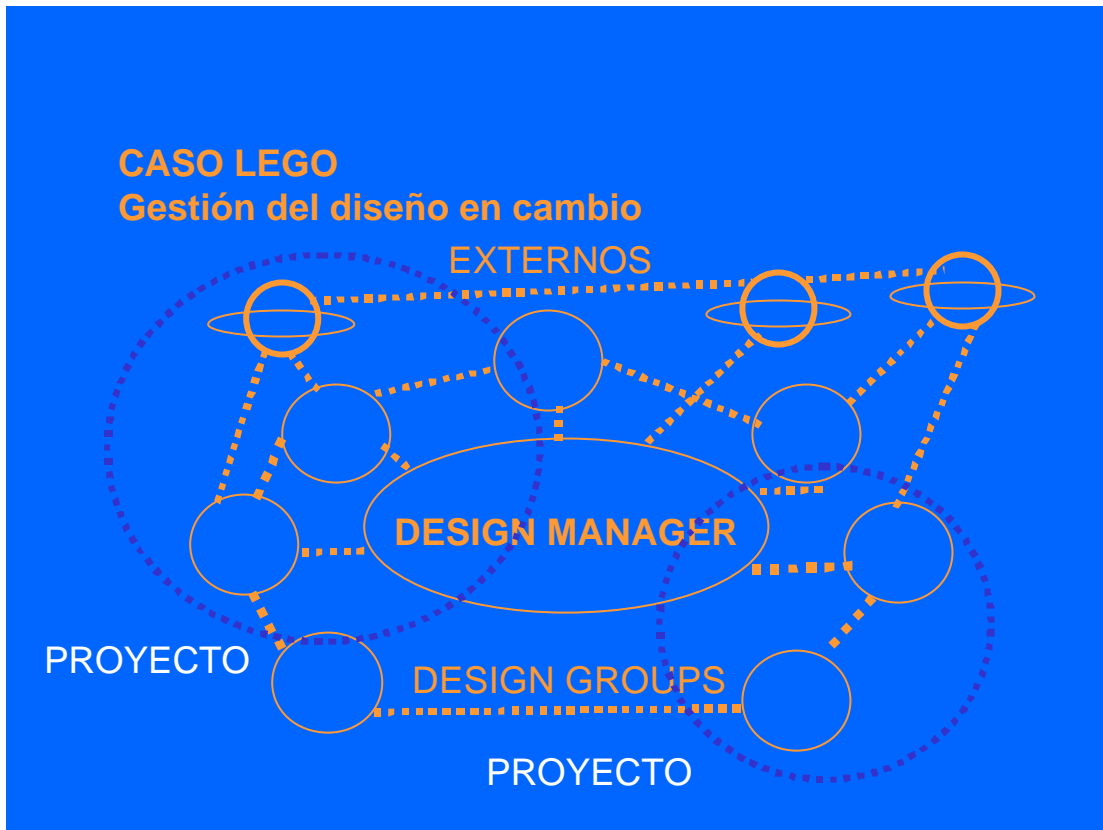 CASO LEGO
Gestión del diseño en cambio
EXTERNOS
DESIGN MANAGER
PROYECTO
DESIGN GROUPS
PROYECTO